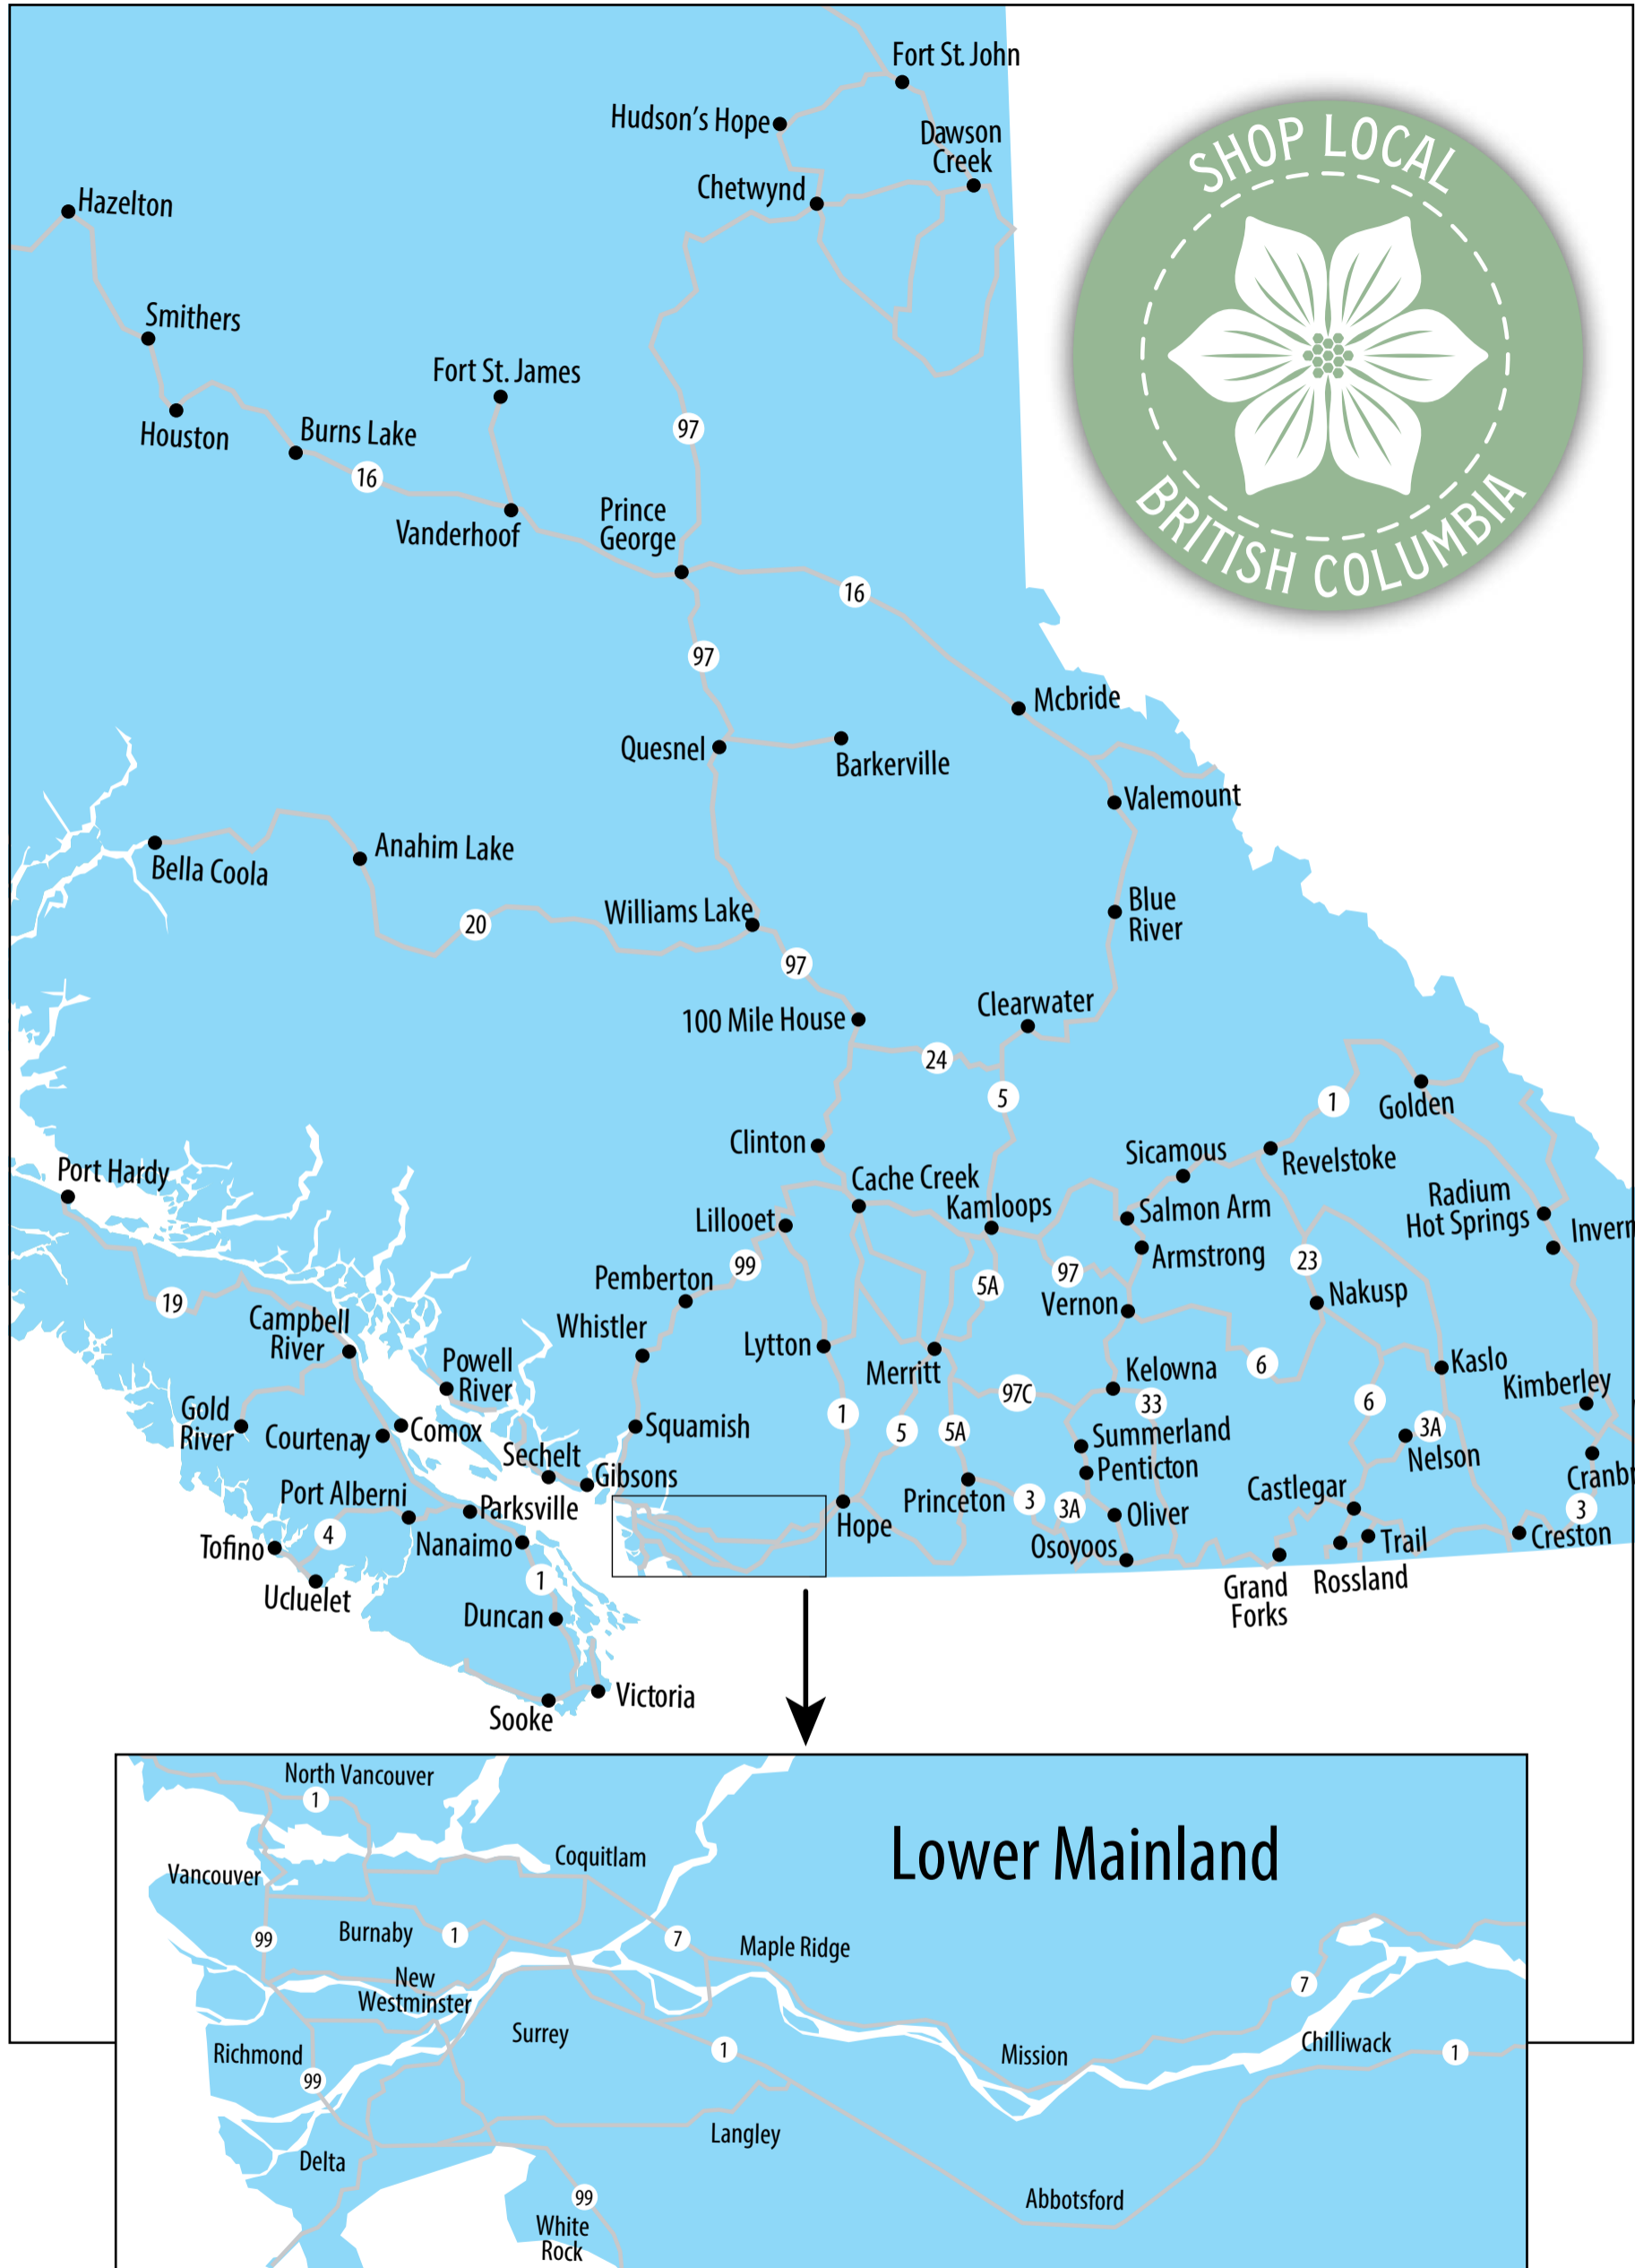 Fort St. John
Hudson's Hope
Dawson
Creek
Chetwynd
SHOP LOCAL
BRITISH COLUMBIA
Hazelton
Smithers
Fort St. James
Houston
Burns Lake
97
16
Vanderhoof
Prince
George
16
97
Mcbride
Quesnel
Barkerville
Valemount
Bella Coola
Anahim Lake
Blue
River
20
Williams Lake
97
100 Mile House
Clearwater
24
5
1
Golden
Clinton
Sicamous
Revelstoke
Port Hardy
Cache Creek
Kamloops
Salmon Arm
Radium
Hot Springs
Lillooet
Armstrong
Inverm
99
5A
97
23
Pemberton
Vernon
Nakusp
19
Campbell
River
Whistler
Lytton
Merritt
Kelowna
6
Kaslo
Powell
River
97C
33
6
Kimberley
Gold
River
Courtenay
Comox
Squamish
1
5
5A
Summerland
3A
Nelson
Sechelt
Gibsons
Penticton
Cranbr
Port Alberni
Parksville
Hope
Princeton
3
3A
Oliver
Castlegar
3
Tofino
4
Nanaimo
Osoyoos
Trail
Creston
Ucluelet
1
Grand
Forks
Rossland
Duncan
Victoria
Sooke
North Vancouver
1
Lower Mainland
Coquitlam
Vancouver
99
Burnaby
1
7
Maple Ridge
New
Westminster
7
Surrey
Richmond
1
Mission
Chilliwack
1
99
Langley
Delta
99
Abbotsford
White
Rock